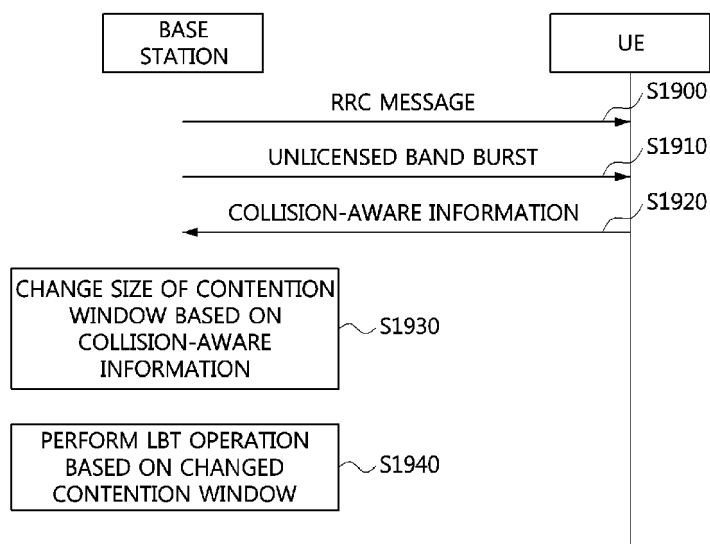 BASE
STATION
UE
RRC MESSAGE
S1900
UNLICENSED BAND BURST
S1910
COLLISION-AWARE INFORMATION
S1920
CHANGE SIZE OF CONTENTION
WINDOW BASED ON
COLLISION-AWARE
INFORMATION
S1930
PERFORM LBT OPERATION
BASED ON CHANGED
CONTENTION WINDOW
S1940